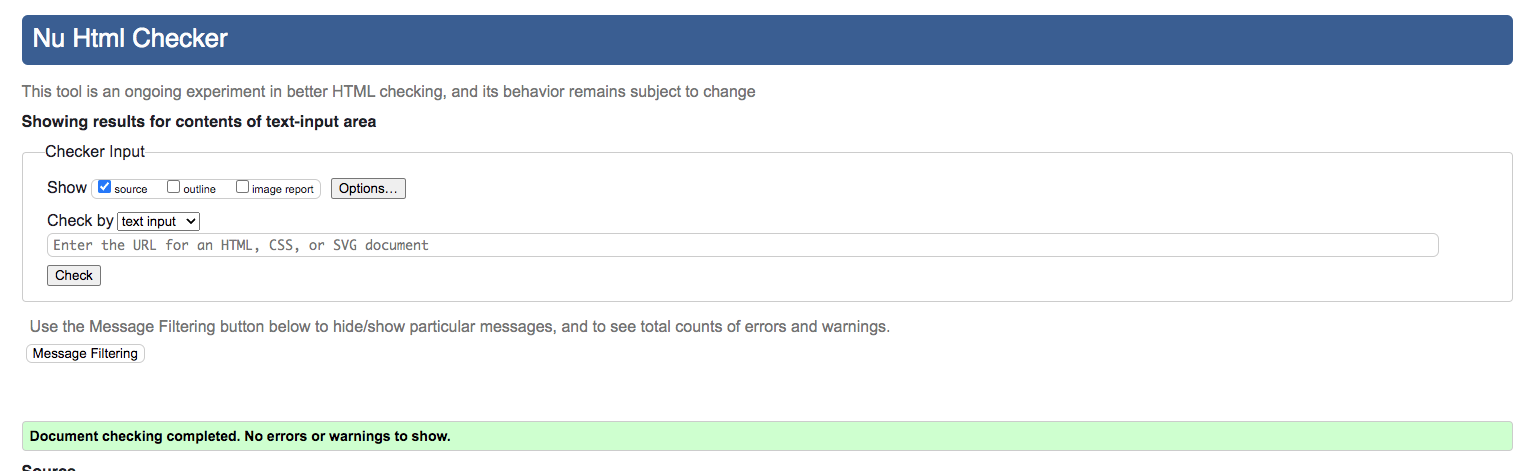 Nu Html Checker
This tool is an ongoing experiment in better HTML checking, and its behavior remains subject to change
Showing results for contents of text-input area
Checker Input
Show source outline image report Options...
Check by text input
Enter the URL for an HTML, CSS, or SVG document
Check
Use the Message Filtering button below to hide/show particular messages, and to see total counts of errors and warnings.
Message Filtering
Document checking completed. No errors or warnings to show.
Source